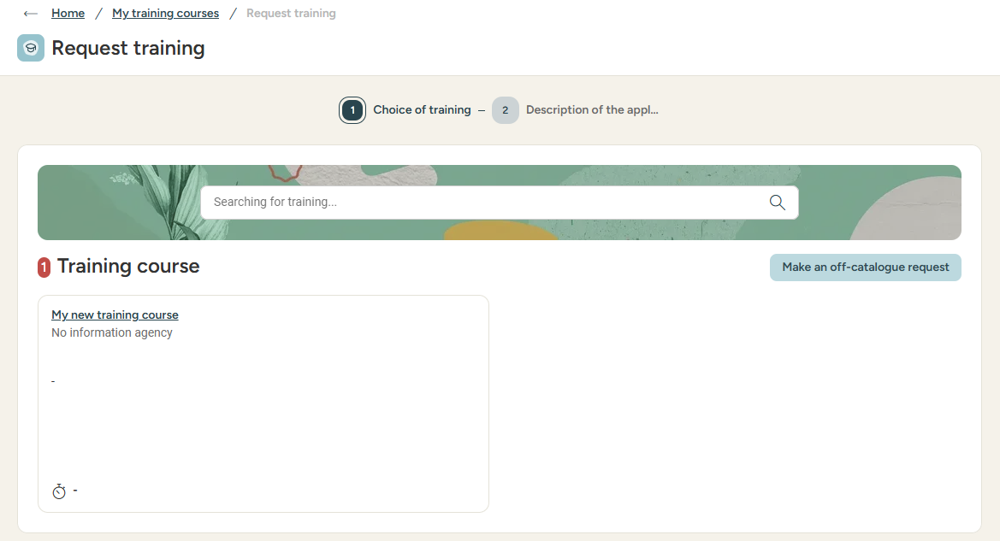 ← Home / My training courses / Request training
Request training
1 Choice of training – 2 Description of the appl...
Searching for training...
1 Training course
Make an off-catalogue request
My new training course
No information agency
-
-